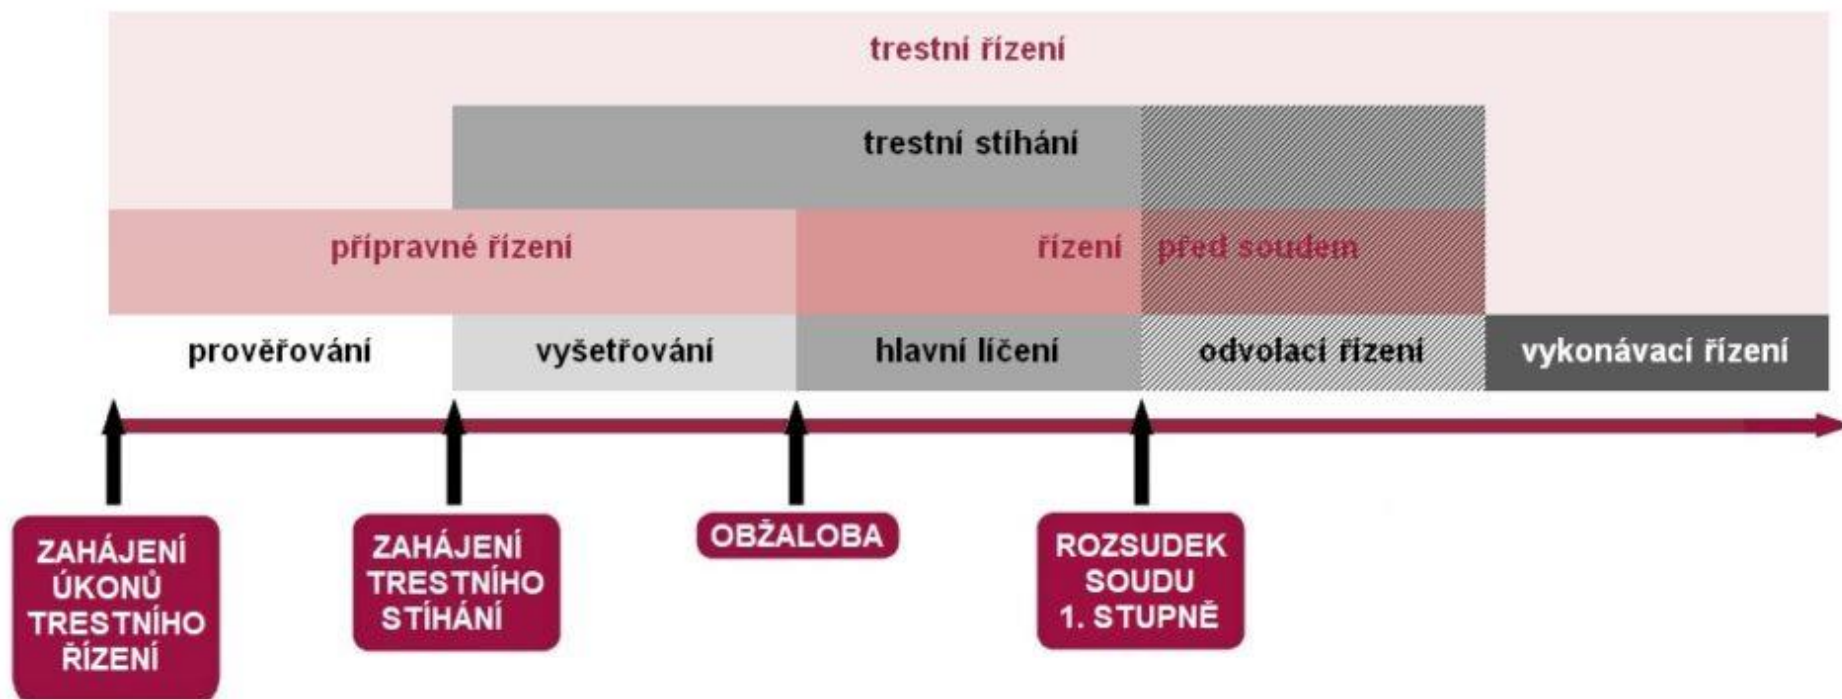 trestní řízení
trestní stíhání
přípravné řízení
řízení před soudem
prověřování
vyšetřování
hlavní líčení
odvolací řízení
vykonávací řízení
ZAHÁJENÍ
ÚKONŮ
TRESTNÍHO
ŘÍZENÍ
ZAHÁJENÍ
TRESTNÍHO
STÍHÁNÍ
OBŽALOBA
ROZSUDEK
SOUDU
1. STUPNĚ